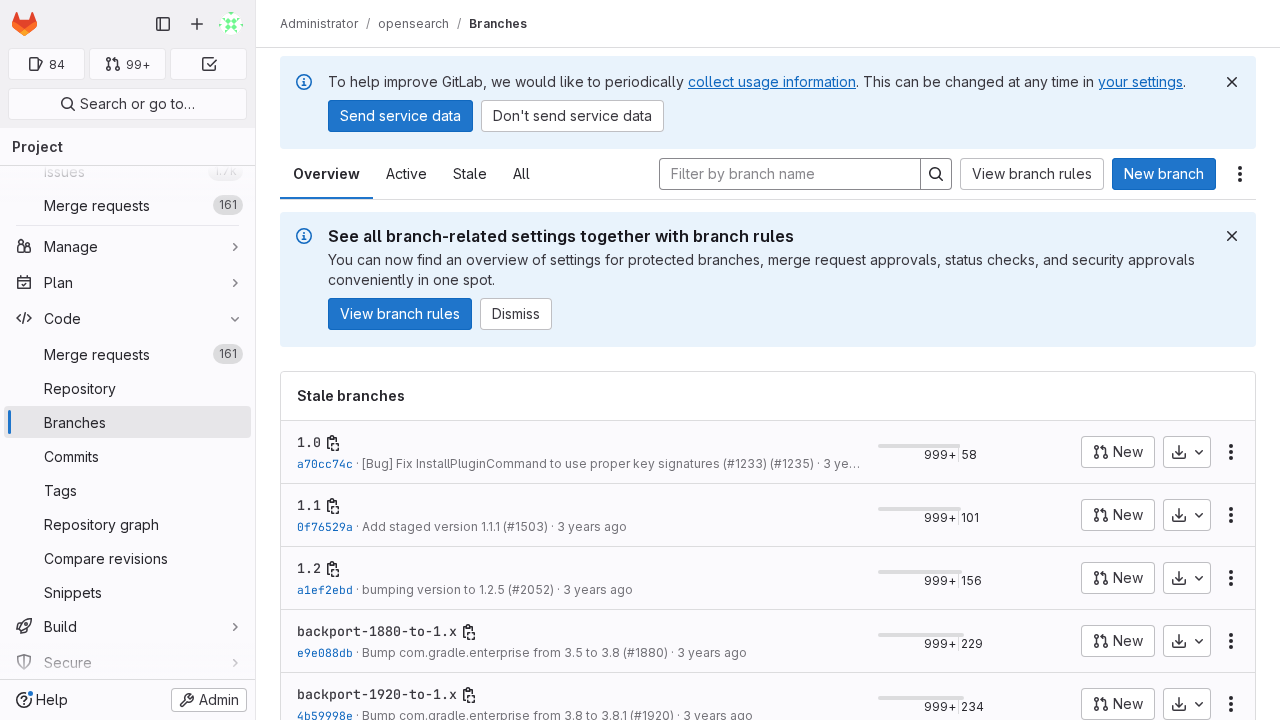 Administrator / opensearch / Branches
84
99+
Search or go to…
Project
Issues 1.7k
Merge requests 161
Manage
Plan
Code
Merge requests 161
Repository
Branches
Commits
Tags
Repository graph
Compare revisions
Snippets
Build
Secure
Help
Admin
To help improve GitLab, we would like to periodically collect usage information. This can be changed at any time in your settings.
Send service data
Don't send service data
Overview
Active
Stale
All
Filter by branch name
View branch rules
New branch
See all branch-related settings together with branch rules
You can now find an overview of settings for protected branches, merge request approvals, status checks, and security approvals
conveniently in one spot.
View branch rules
Dismiss
Stale branches
1.0
a70cc74c · [Bug] Fix InstallPluginCommand to use proper key signatures (#1233) (#1235) · 3 ye…
999+ 58
New
1.1
0f76529a · Add staged version 1.1.1 (#1503) · 3 years ago
999+ 101
New
1.2
a1ef2ebd · bumping version to 1.2.5 (#2052) · 3 years ago
999+ 156
New
backport-1880-to-1.x
e9e088db · Bump com.gradle.enterprise from 3.5 to 3.8 (#1880) · 3 years ago
999+ 229
New
backport-1920-to-1.x
4b59998e · Bump com.gradle.enterprise from 3.8 to 3.8.1 (#1920) · 3 years ago
999+ 234
New